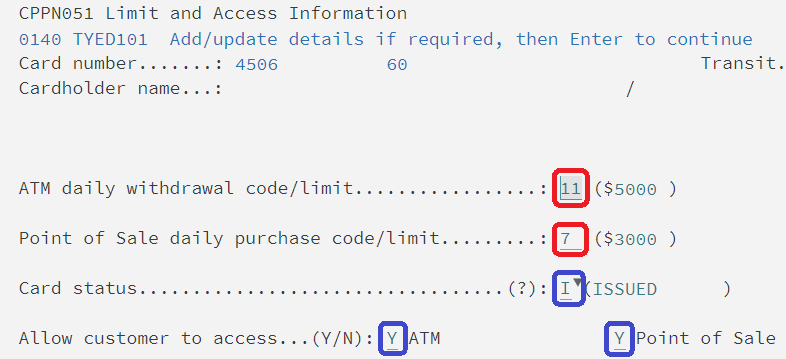 CPPN051 Limit and Access Information
0140 TYED101  Add/update details if required, then Enter to continue
Card number.......: 4506 60 Transit.
Cardholder name...: /
ATM daily withdrawal code/limit.................: 11 ($5000 )
Point of Sale daily purchase code/limit.........: 7 ($3000 )
Card status..................................(?): I (ISSUED )
Allow customer to access...(Y/N): Y ATM Y Point of Sale